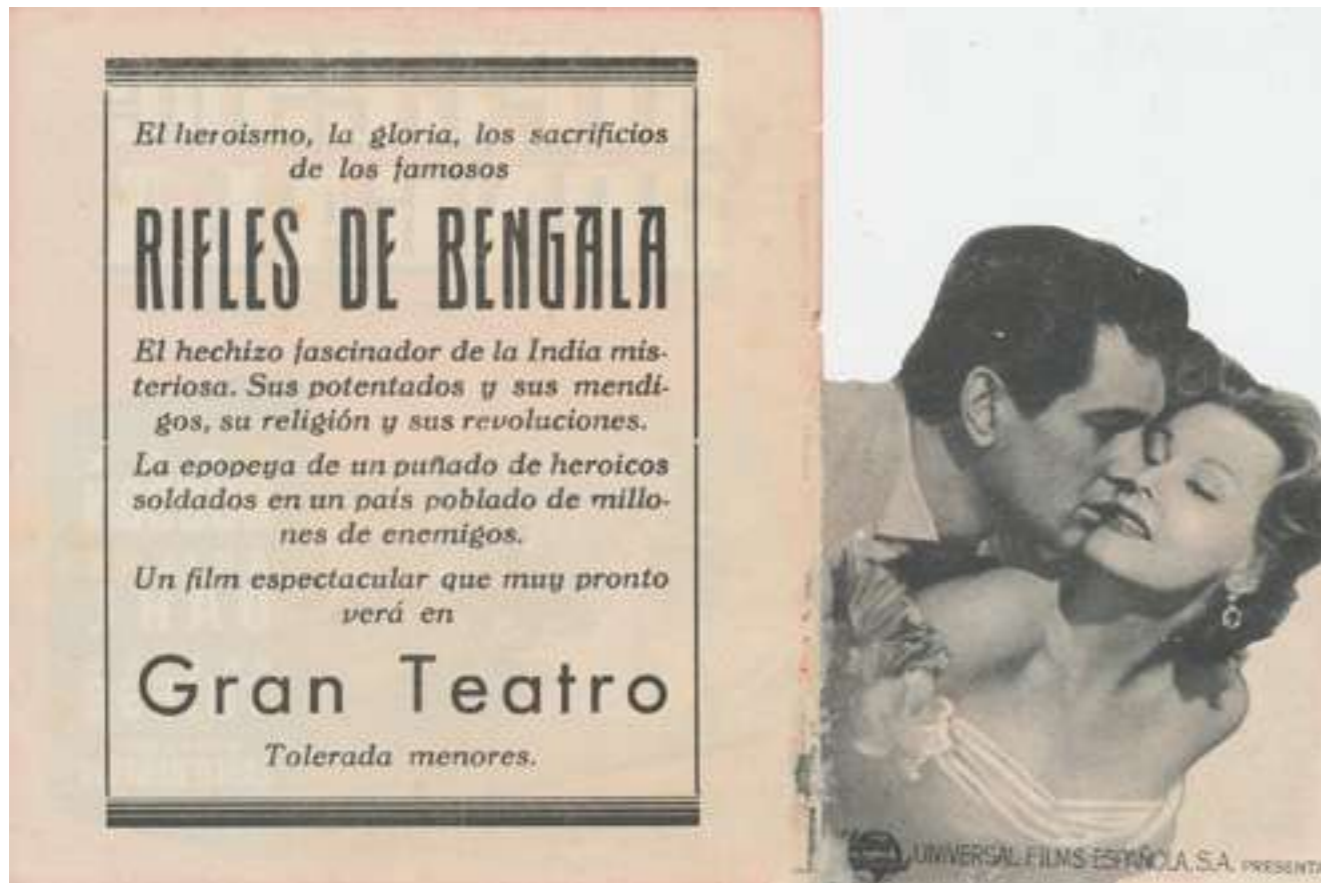 El heroismo, la gloria, los sacrificios
de los famosos
RIFLES DE BENGALA
El hechizo fascinador de la India mis-
teriosa. Sus potentados y sus mendi-
gos, su religión y sus revoluciones.
La epopeya de un puñado de heroicos
soldados en un país poblado de millo-
nes de enemigos.
Un film espectacular que muy pronto
verá en
Gran Teatro
Tolerada menores.
UNIVERSAL FILMS ESPAÑOLA, S.A. PRESENTA